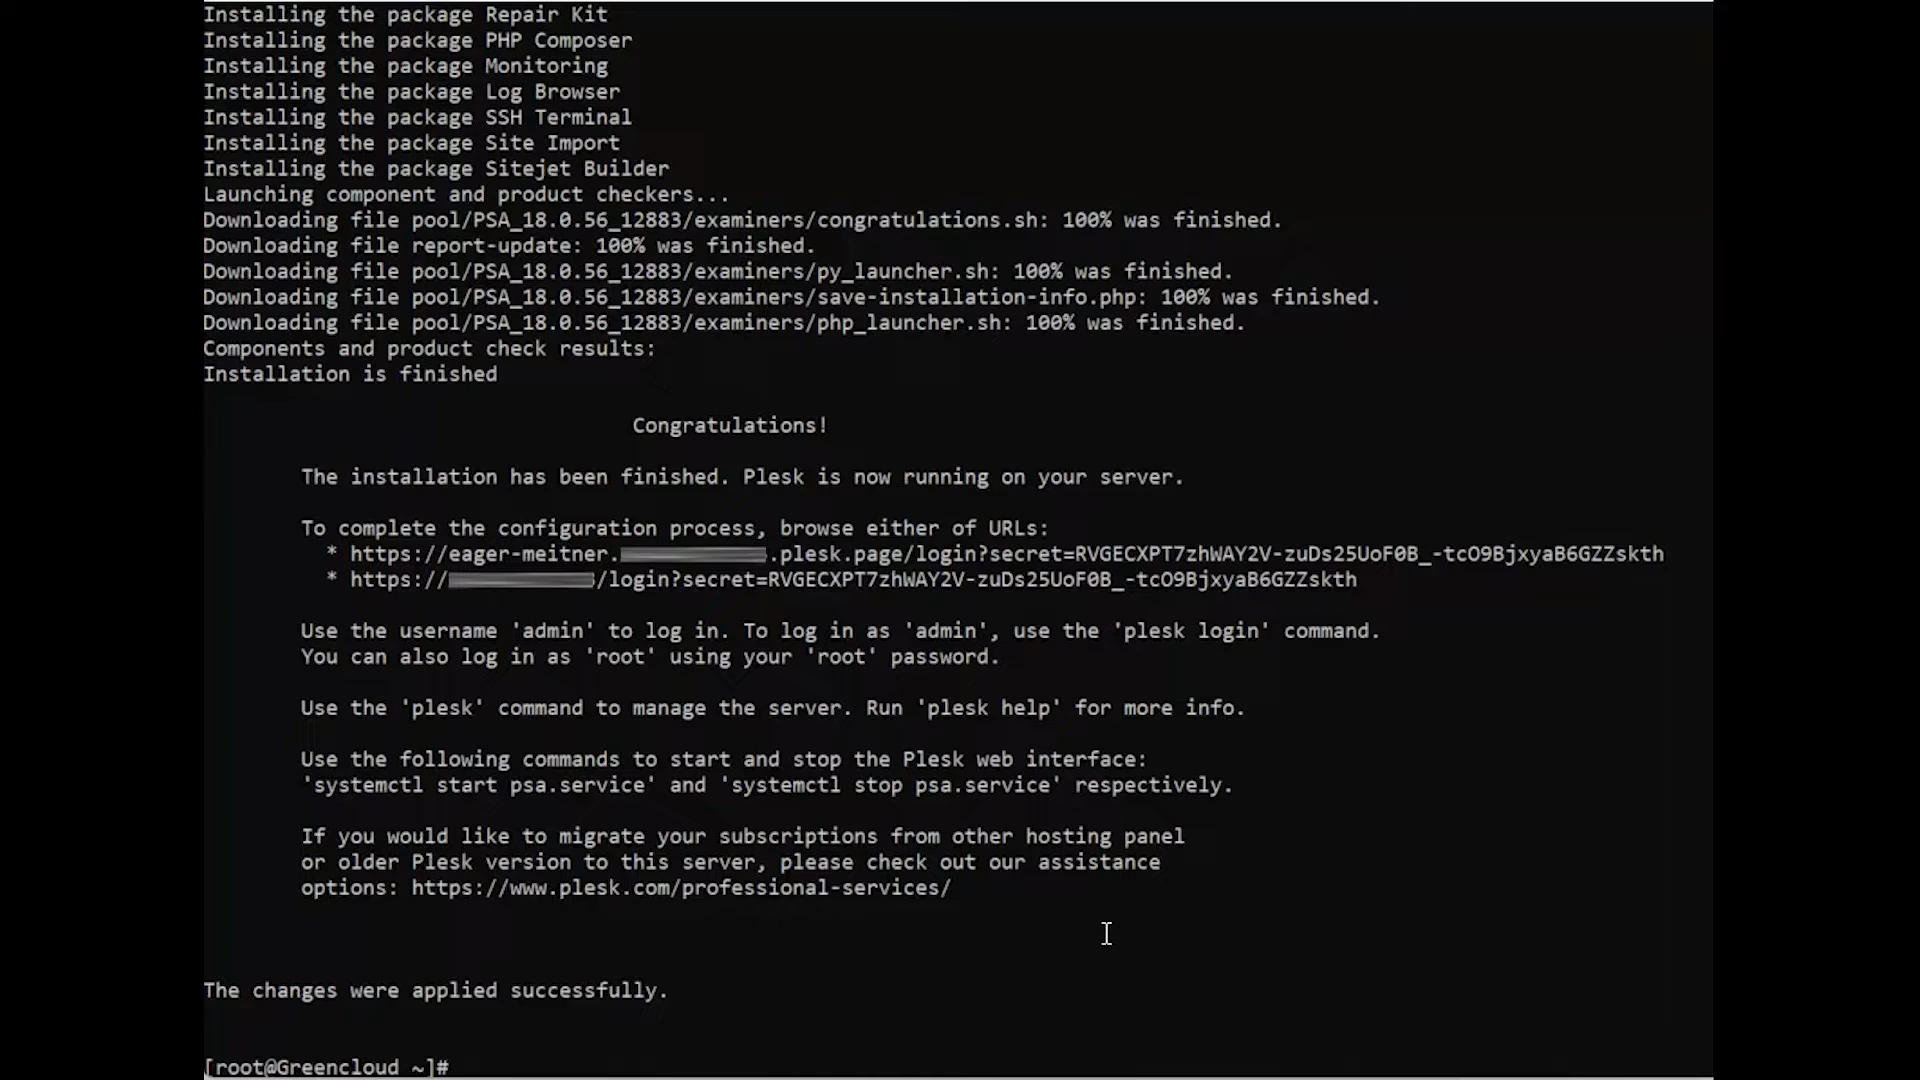 Installing the package Repair Kit
Installing the package PHP Composer
Installing the package Monitoring
Installing the package Log Browser
Installing the package SSH Terminal
Installing the package Site Import
Installing the package Sitejet Builder
Launching component and product checkers...
Downloading file pool/PSA_18.0.56_12883/examiners/congratulations.sh: 100% was finished.
Downloading file report-update: 100% was finished.
Downloading file pool/PSA_18.0.56_12883/examiners/py_launcher.sh: 100% was finished.
Downloading file pool/PSA_18.0.56_12883/examiners/save-installation-info.php: 100% was finished.
Downloading file pool/PSA_18.0.56_12883/examiners/php_launcher.sh: 100% was finished.
Components and product check results:
Installation is finished
Congratulations!
The installation has been finished. Plesk is now running on your server.
To complete the configuration process, browse either of URLs:
* https://eager-meitner. .plesk.page/login?secret=RVGECXPT7zhWAY2V-zuDs25UoF0B_-tcO9BjxyaB6GZZskth
* https:// /login?secret=RVGECXPT7zhWAY2V-zuDs25UoF0B_-tcO9BjxyaB6GZZskth
Use the username 'admin' to log in. To log in as 'admin', use the 'plesk login' command.
You can also log in as 'root' using your 'root' password.
Use the 'plesk' command to manage the server. Run 'plesk help' for more info.
Use the following commands to start and stop the Plesk web interface:
'systemctl start psa.service' and 'systemctl stop psa.service' respectively.
If you would like to migrate your subscriptions from other hosting panel
or older Plesk version to this server, please check out our assistance
options: https://www.plesk.com/professional-services/
The changes were applied successfully.
[root@Greencloud ~]#